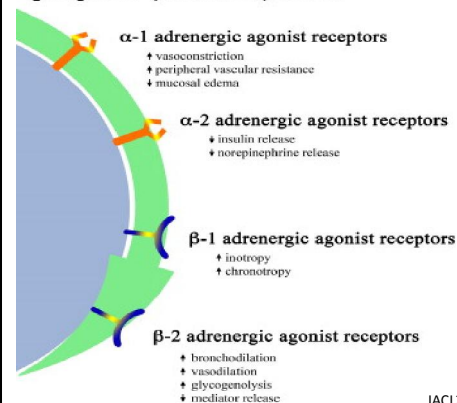 α-1 adrenergic agonist receptors
↑ vasoconstriction
↑ peripheral vascular resistance
↓ mucosal edema
α-2 adrenergic agonist receptors
↓ insulin release
↓ norepinephrine release
β-1 adrenergic agonist receptors
↑ inotropy
↑ chronotropy
β-2 adrenergic agonist receptors
↑ bronchodilation
↑ vasodilation
↑ glycogenolysis
↓ mediator release